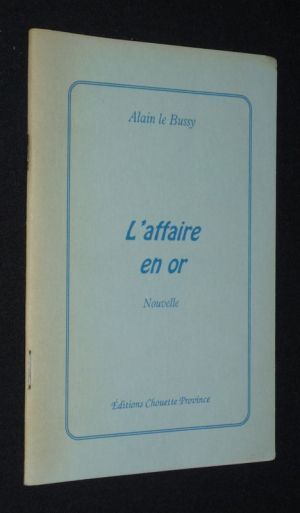 Alain le Bussy
L'affaire
en or
Nouvelle
Éditions Chouette Province